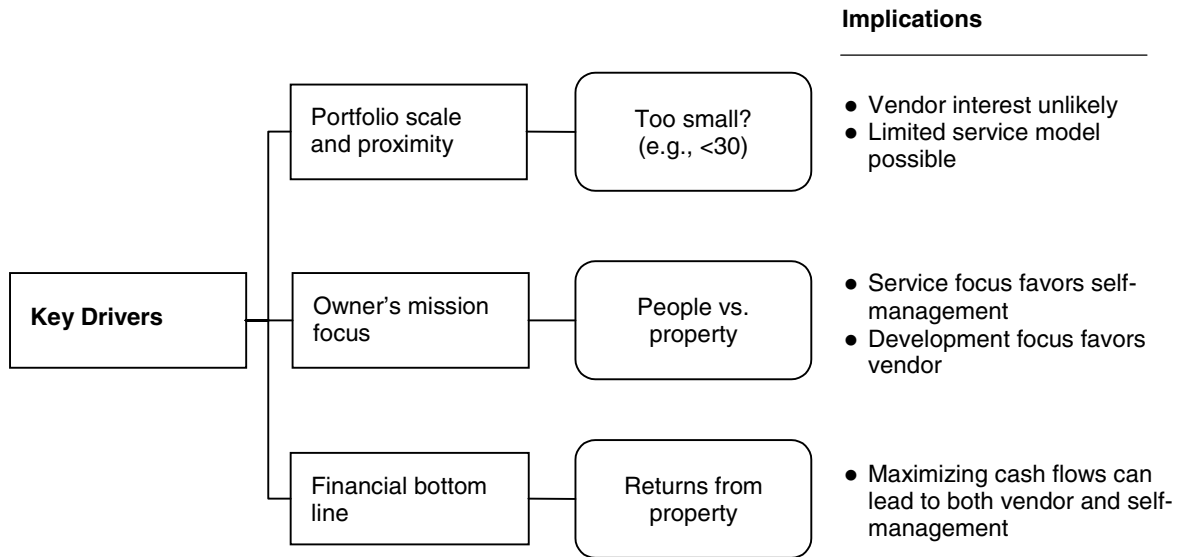 Implications
Portfolio scale
and proximity
Too small?
(e.g., <30)
● Vendor interest unlikely
● Limited service model
possible
Key Drivers
Owner’s mission
focus
People vs.
property
● Service focus favors self-
management
● Development focus favors
vendor
Financial bottom
line
Returns from
property
● Maximizing cash flows can
lead to both vendor and self-
management